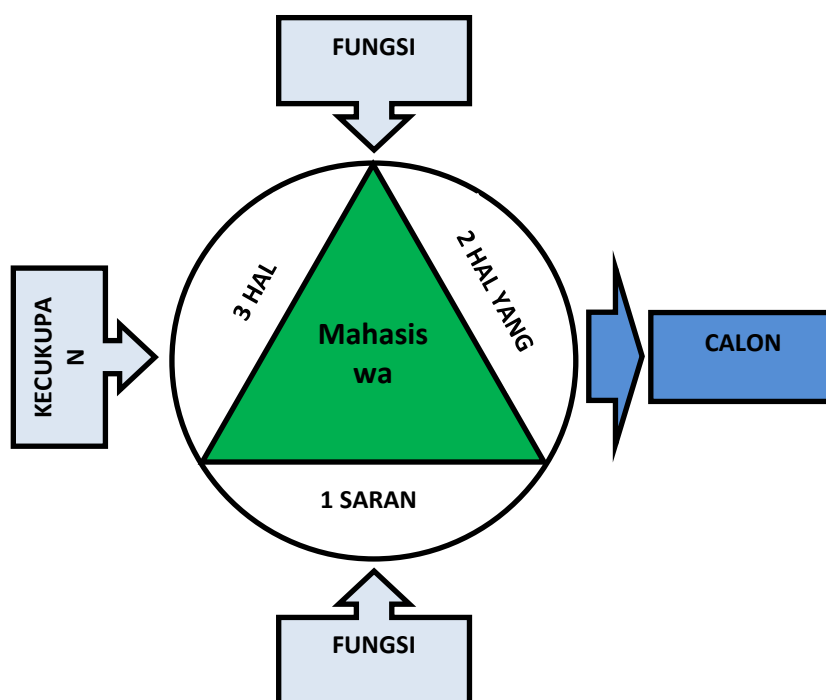 FUNGSI
3 HAL
2 HAL YANG
KECUKUPA
N
Mahasis
wa
CALON
1 SARAN
FUNGSI